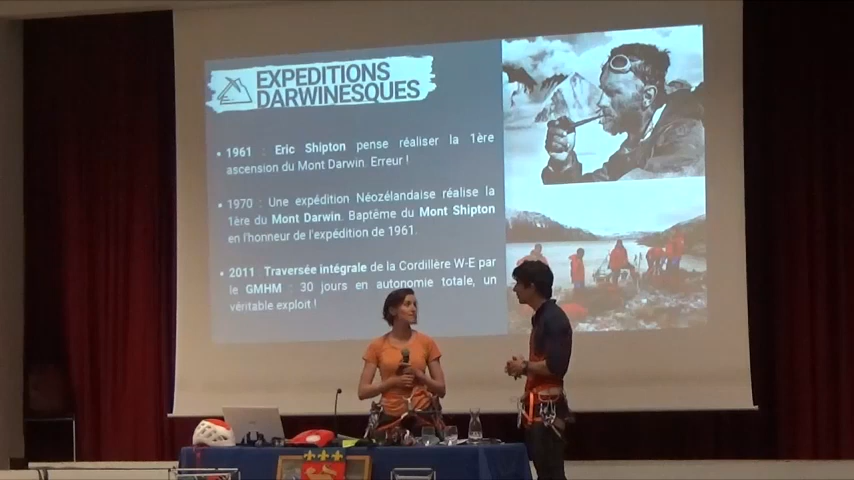 EXPEDITIONS
DARWINESQUES
• 1961 : Eric Shipton pense réaliser la 1ère
ascension du Mont Darwin. Erreur !
• 1970 : Une expédition Néozélandaise réalise la
1ère du Mont Darwin. Baptême du Mont Shipton
en l'honneur de l'expédition de 1961.
• 2011 Traversée intégrale de la Cordillère W-E par
le GMHM : 30 jours en autonomie totale, un
véritable exploit !